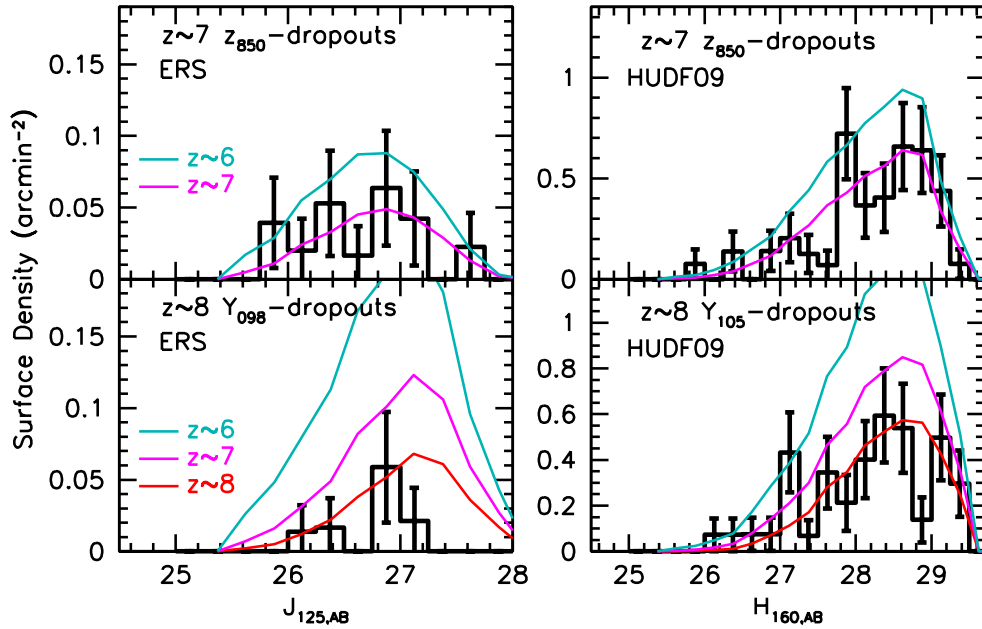 Surface Density (arcmin⁻²)
z~7 z₈₅₀-dropouts
ERS
z~6
z~7
0.15
0.1
0.05
0
z~7 z₈₅₀-dropouts
HUDF09
1
0.5
0
z~8 Y₀₉₈-dropouts
ERS
z~6
z~7
z~8
0.15
0.1
0.05
0
25 26 27 28
J₁₂₅,AB
z~8 Y₁₀₅-dropouts
HUDF09
1
0.8
0.6
0.4
0.2
0
25 26 27 28 29
H₁₆₀,AB